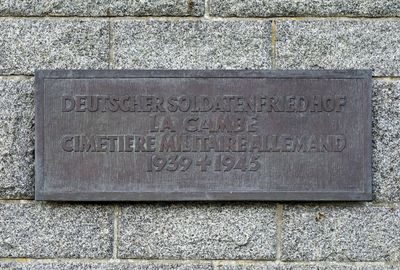 DEUTSCHER SOLDATENFRIEDHOF
LA CAMBE
CIMETIERE MILITAIRE ALLEMAND
1939 + 1945